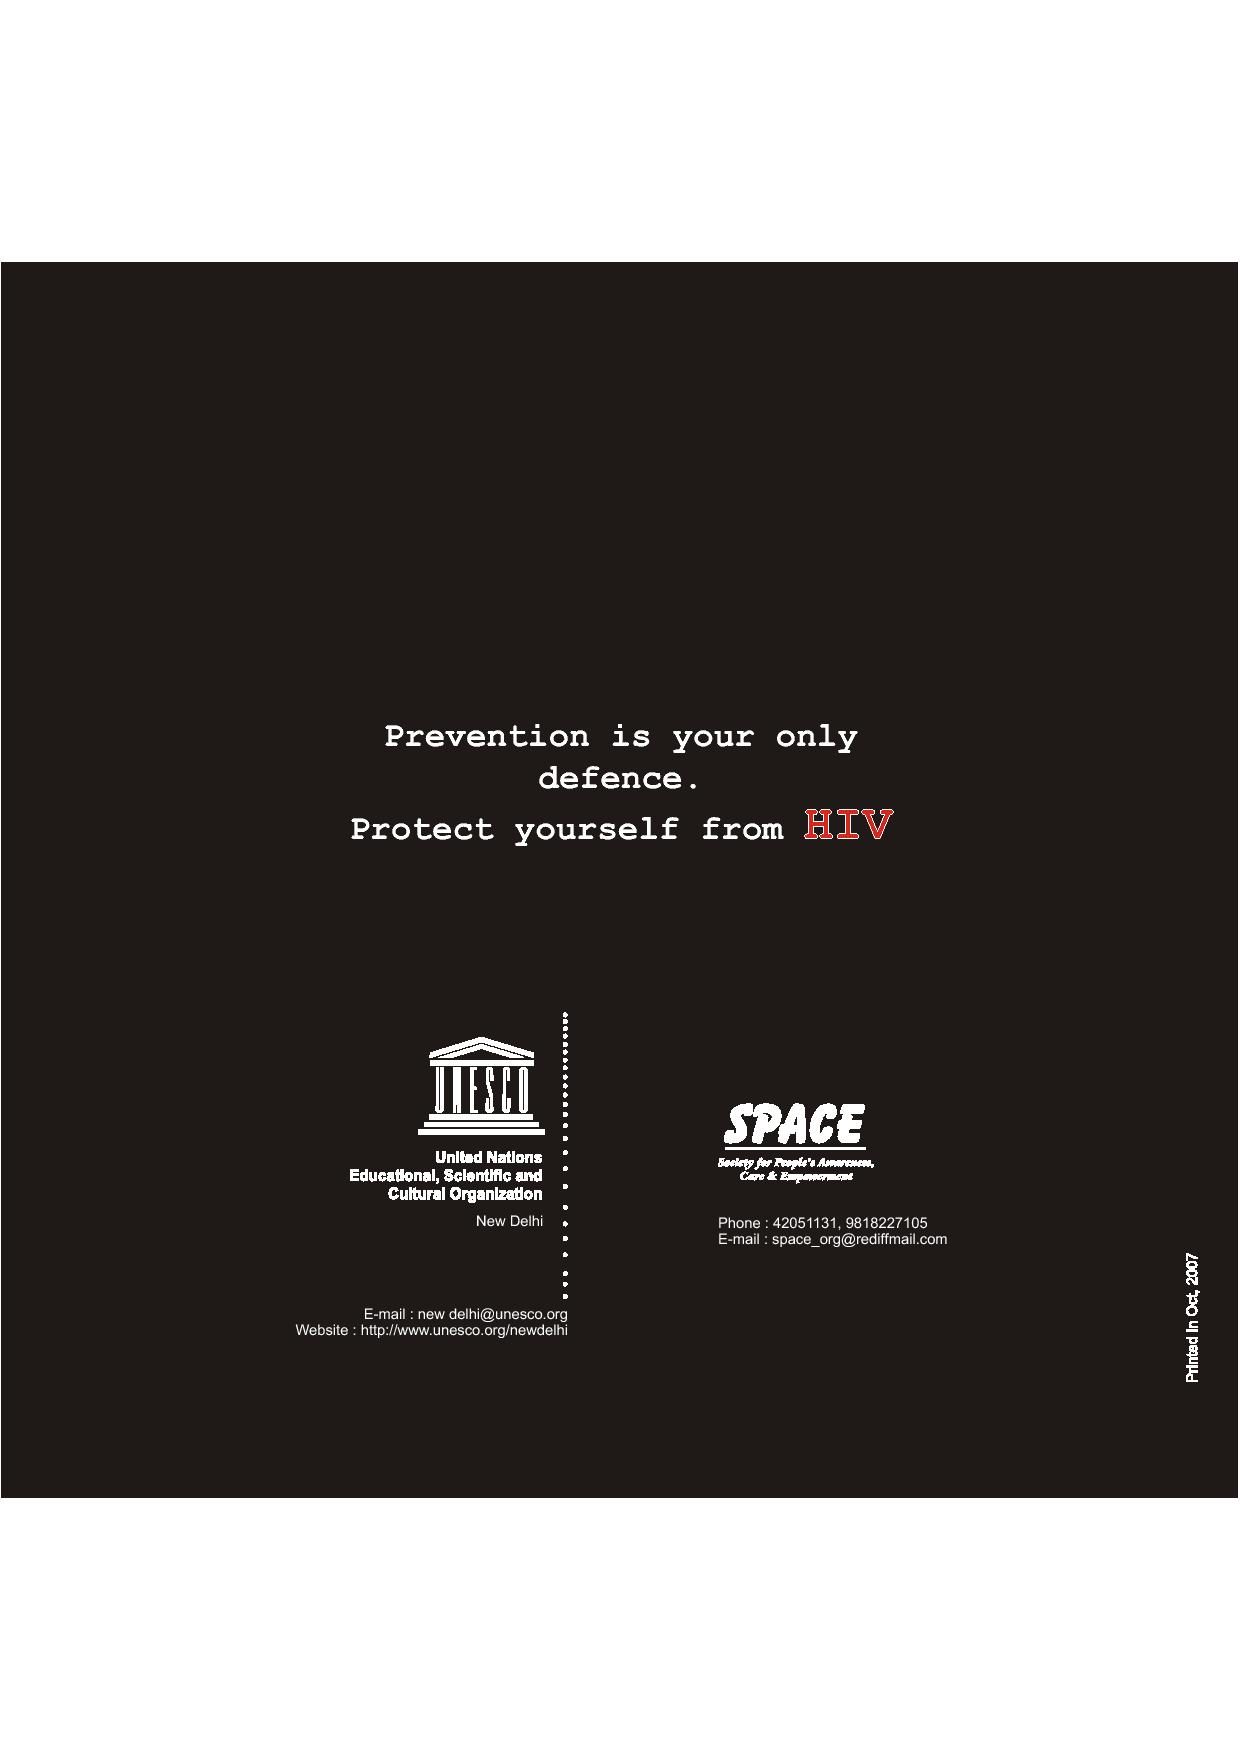 Prevention is your only
defence.
Protect yourself from HIV
UNESCO
United Nations
Educational, Scientific and
Cultural Organization
New Delhi
E-mail : new delhi@unesco.org
Website : http://www.unesco.org/newdelhi
SPACE
Society for People's Awareness,
Care & Empowerment
Phone : 42051131, 9818227105
E-mail : space_org@rediffmail.com
Printed in Oct, 2007